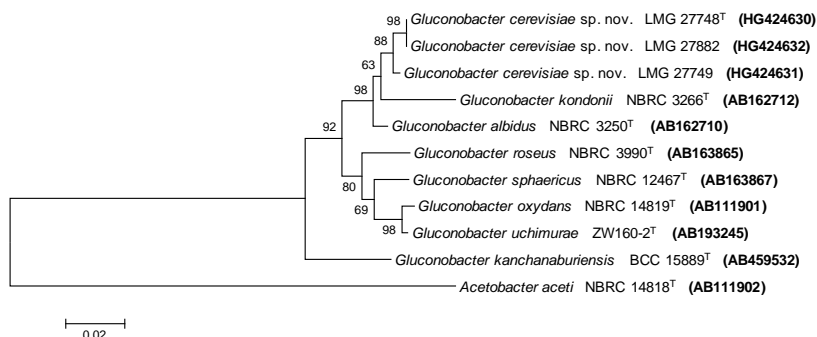 98 Gluconobacter cerevisiae sp. nov. LMG 27748ᵀ (HG424630)
88 Gluconobacter cerevisiae sp. nov. LMG 27882 (HG424632)
63 Gluconobacter cerevisiae sp. nov. LMG 27749 (HG424631)
98 Gluconobacter kondonii NBRC 3266ᵀ (AB162712)
92 Gluconobacter albidus NBRC 3250ᵀ (AB162710)
Gluconobacter roseus NBRC 3990ᵀ (AB163865)
80 Gluconobacter sphaericus NBRC 12467ᵀ (AB163867)
69 Gluconobacter oxydans NBRC 14819ᵀ (AB111901)
98 Gluconobacter uchimurae ZW160-2ᵀ (AB193245)
Gluconobacter kanchanaburiensis BCC 15889ᵀ (AB459532)
Acetobacter aceti NBRC 14818ᵀ (AB111902)
0.02